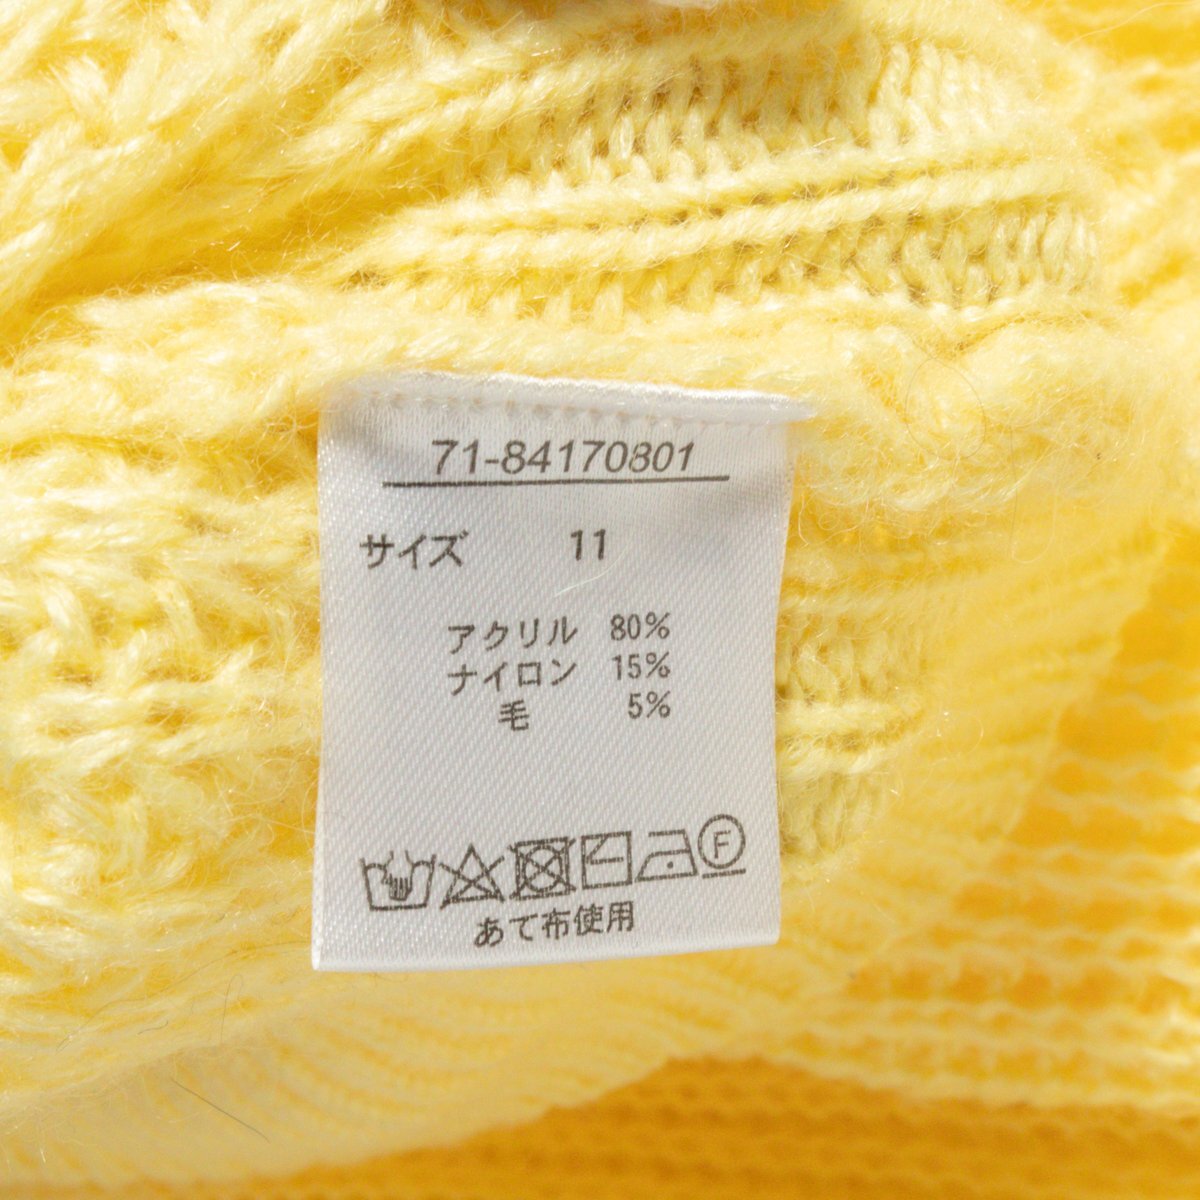 71-84170801
サイズ 11
アクリル 80%
ナイロン 15%
毛 5%
F
あて布使用